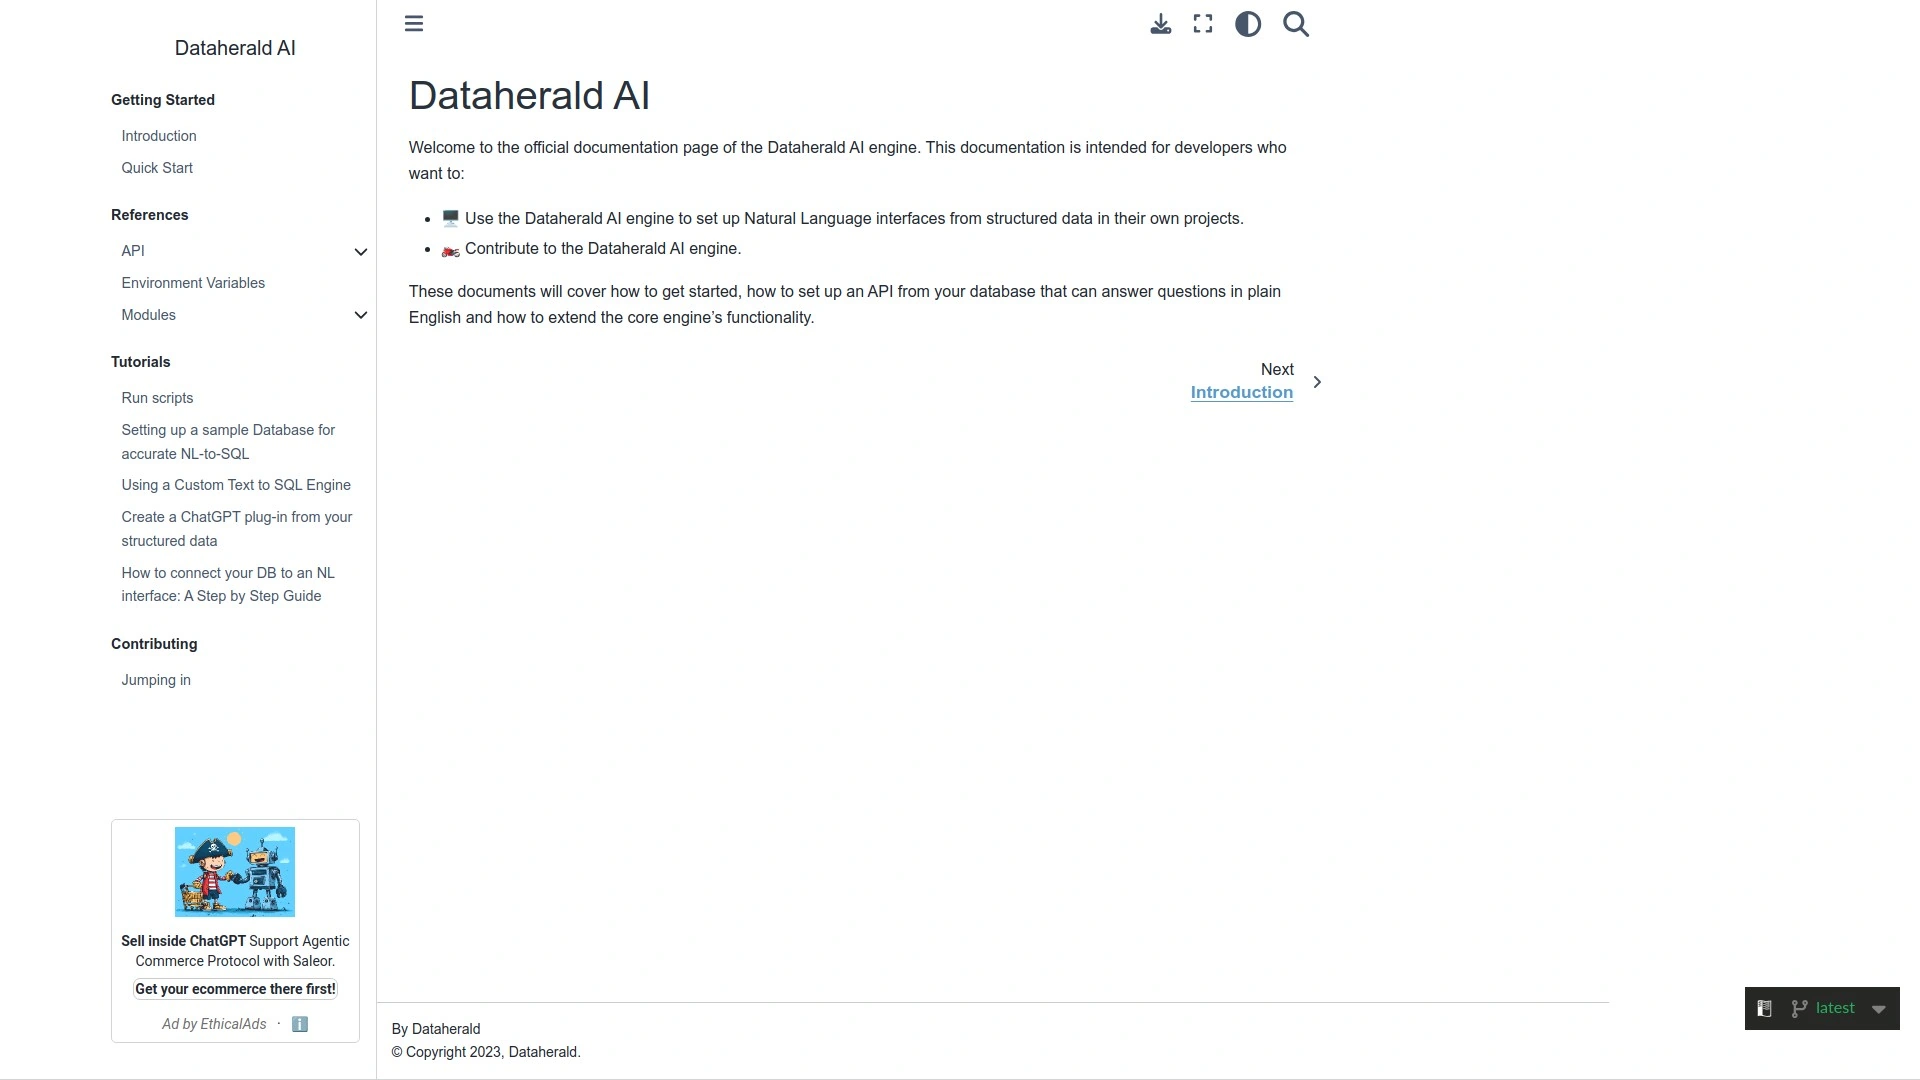 Dataherald AI
Getting Started
Introduction
Quick Start
References
API
Environment Variables
Modules
Tutorials
Run scripts
Setting up a sample Database for
accurate NL-to-SQL
Using a Custom Text to SQL Engine
Create a ChatGPT plug-in from your
structured data
How to connect your DB to an NL
interface: A Step by Step Guide
Contributing
Jumping in
Sell inside ChatGPT Support Agentic
Commerce Protocol with Saleor.
Get your ecommerce there first!
Ad by EthicalAds ·
Dataherald AI
Welcome to the official documentation page of the Dataherald AI engine. This documentation is intended for developers who
want to:
• 🖥️ Use the Dataherald AI engine to set up Natural Language interfaces from structured data in their own projects.
• 🏍️ Contribute to the Dataherald AI engine.
These documents will cover how to get started, how to set up an API from your database that can answer questions in plain
English and how to extend the core engine’s functionality.
Next
Introduction
By Dataherald
© Copyright 2023, Dataherald.
latest